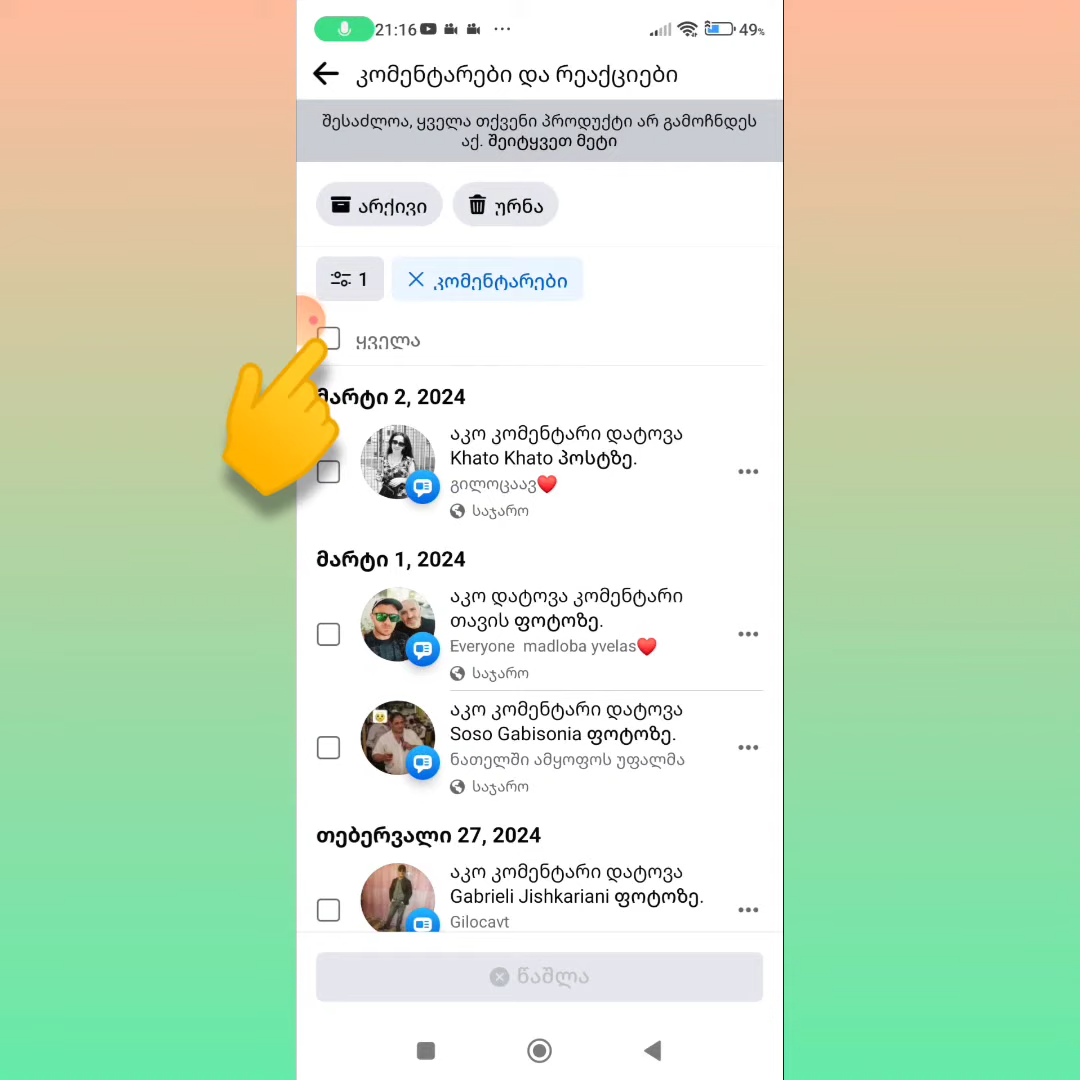 21:16
49%
კომენტარები და რეაქციები
შესაძლოა, ყველა თქვენი პროდუქტი არ გამოჩნდეს
აქ. შეიტყვეთ მეტი
არქივი
ურნა
1
კომენტარები
ყველა
მარტი 2, 2024
აკო კომენტარი დატოვა
Khato Khato პოსტზე.
გილოცაავ❤️
საჯარო
მარტი 1, 2024
აკო დატოვა კომენტარი
თავის ფოტოზე.
Everyone madloba yvelas❤️
საჯარო
აკო კომენტარი დატოვა
Soso Gabisonia ფოტოზე.
ნათელში ამყოფოს უფალმა
საჯარო
თებერვალი 27, 2024
აკო კომენტარი დატოვა
Gabrieli Jishkariani ფოტოზე.
Gilocavt
წაშლა